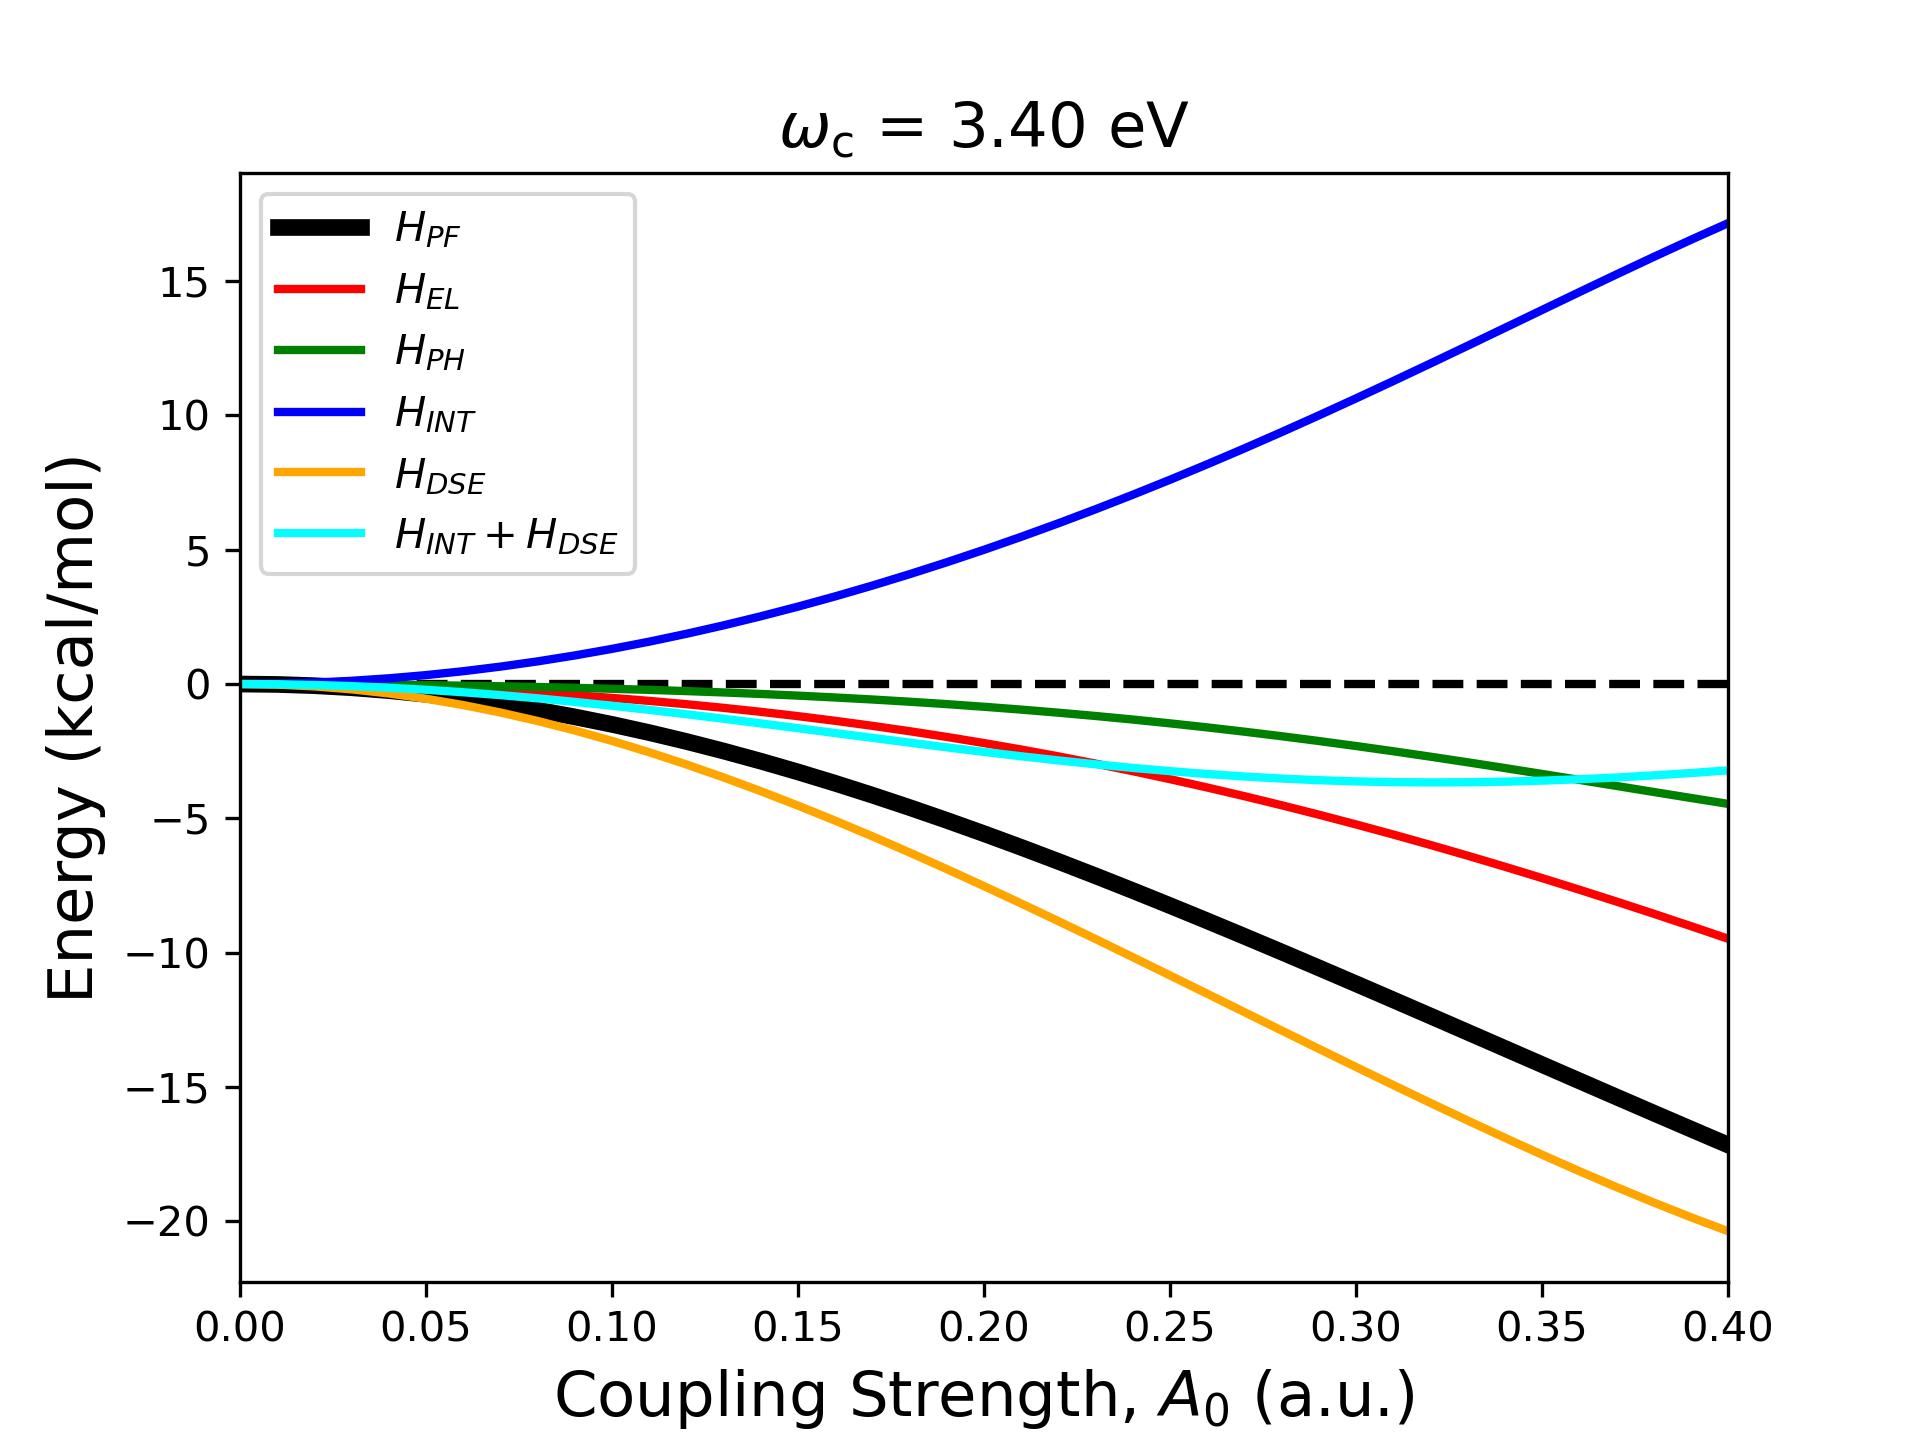 ω_c = 3.40 eV
H_PF
H_EL
H_PH
H_INT
H_DSE
H_INT + H_DSE
Energy (kcal/mol)
15
10
5
0
−5
−10
−15
−20
0.00 0.05 0.10 0.15 0.20 0.25 0.30 0.35 0.40
Coupling Strength, A_0 (a.u.)